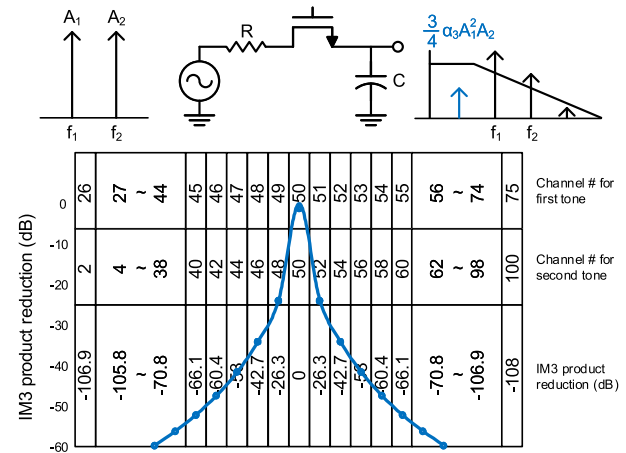 A₁ A₂
f₁ f₂
R
C
3/4 α₃A₁²A₂
f₁ f₂
IM3 product reduction (dB)
0
-10
-20
-30
-40
-50
-60
26 27 ~ 44 45 46 47 48 49 50 51 52 53 54 55 56 ~ 74 75
Channel # for
first tone
2 4 ~ 38 40 42 44 46 48 50 52 54 56 58 60 62 ~ 98 100
Channel # for
second tone
-106.9 -105.8 ~ -70.8 -66.1 -60.4 -42.7 -26.3 0 -26.3 -42.7 -60.4 -66.1 -70.8 ~ -106.9 -108
IM3 product
reduction (dB)